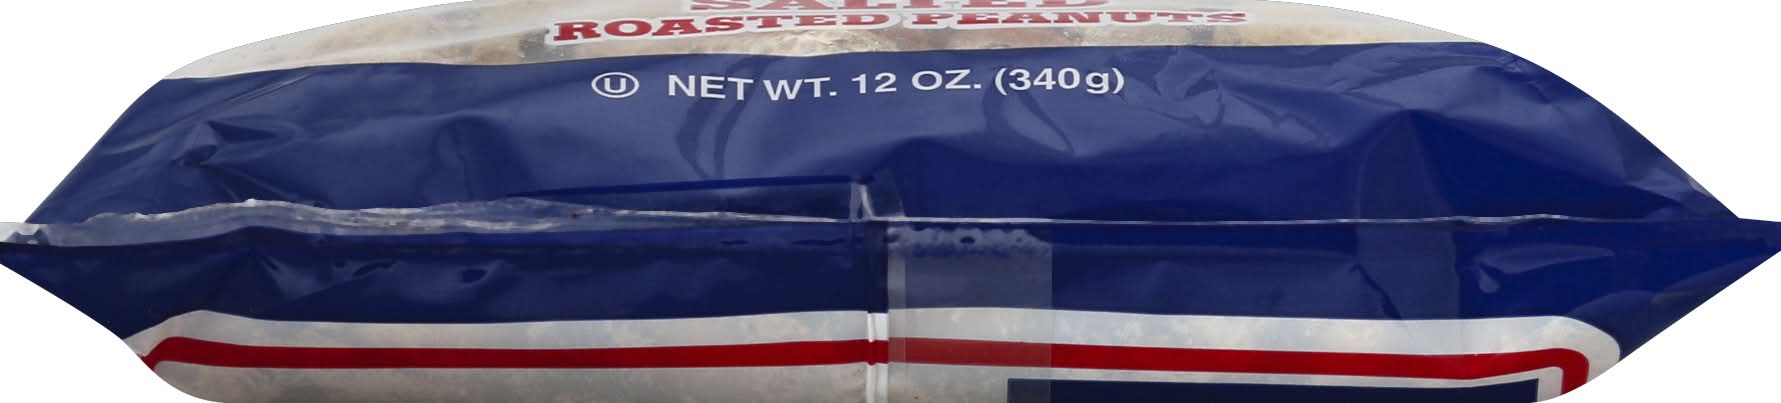 SALTED
ROASTED PEANUTS
Ⓤ NET WT. 12 OZ. (340g)